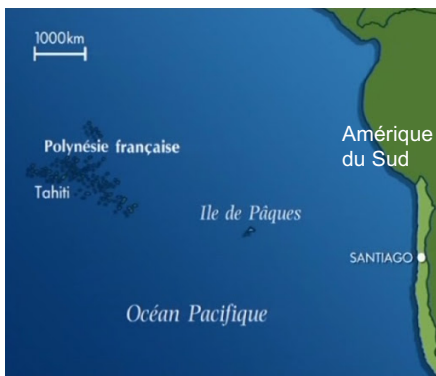 1000km
Polynésie française
Tahiti
Amérique
du Sud
Ile de Pâques
SANTIAGO
Océan Pacifique